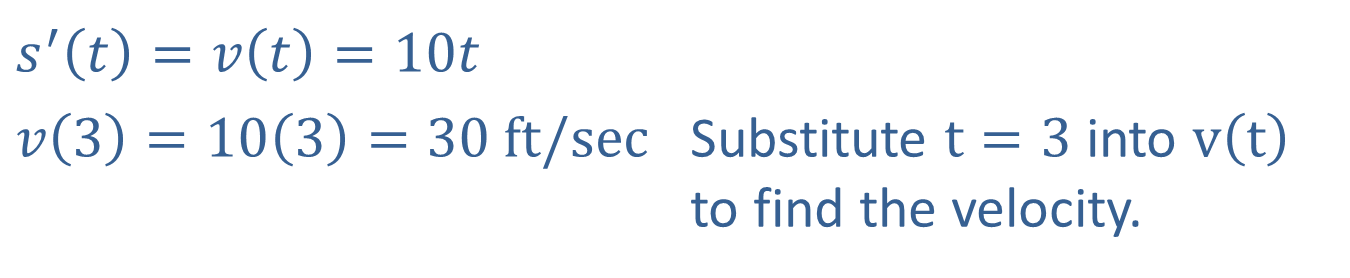 s′(t) = v(t) = 10t
v(3) = 10(3) = 30 ft/sec Substitute t = 3 into v(t)
to find the velocity.